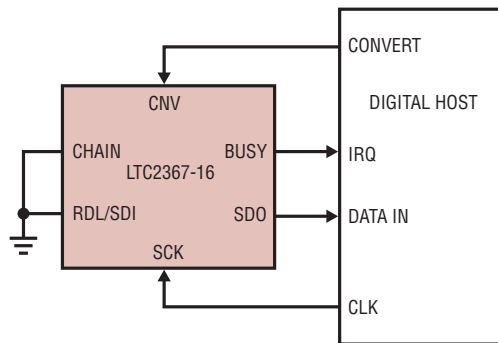 CONVERT
CNV
DIGITAL HOST
CHAIN
BUSY
IRQ
LTC2367-16
RDL/SDI
SDO
DATA IN
SCK
CLK